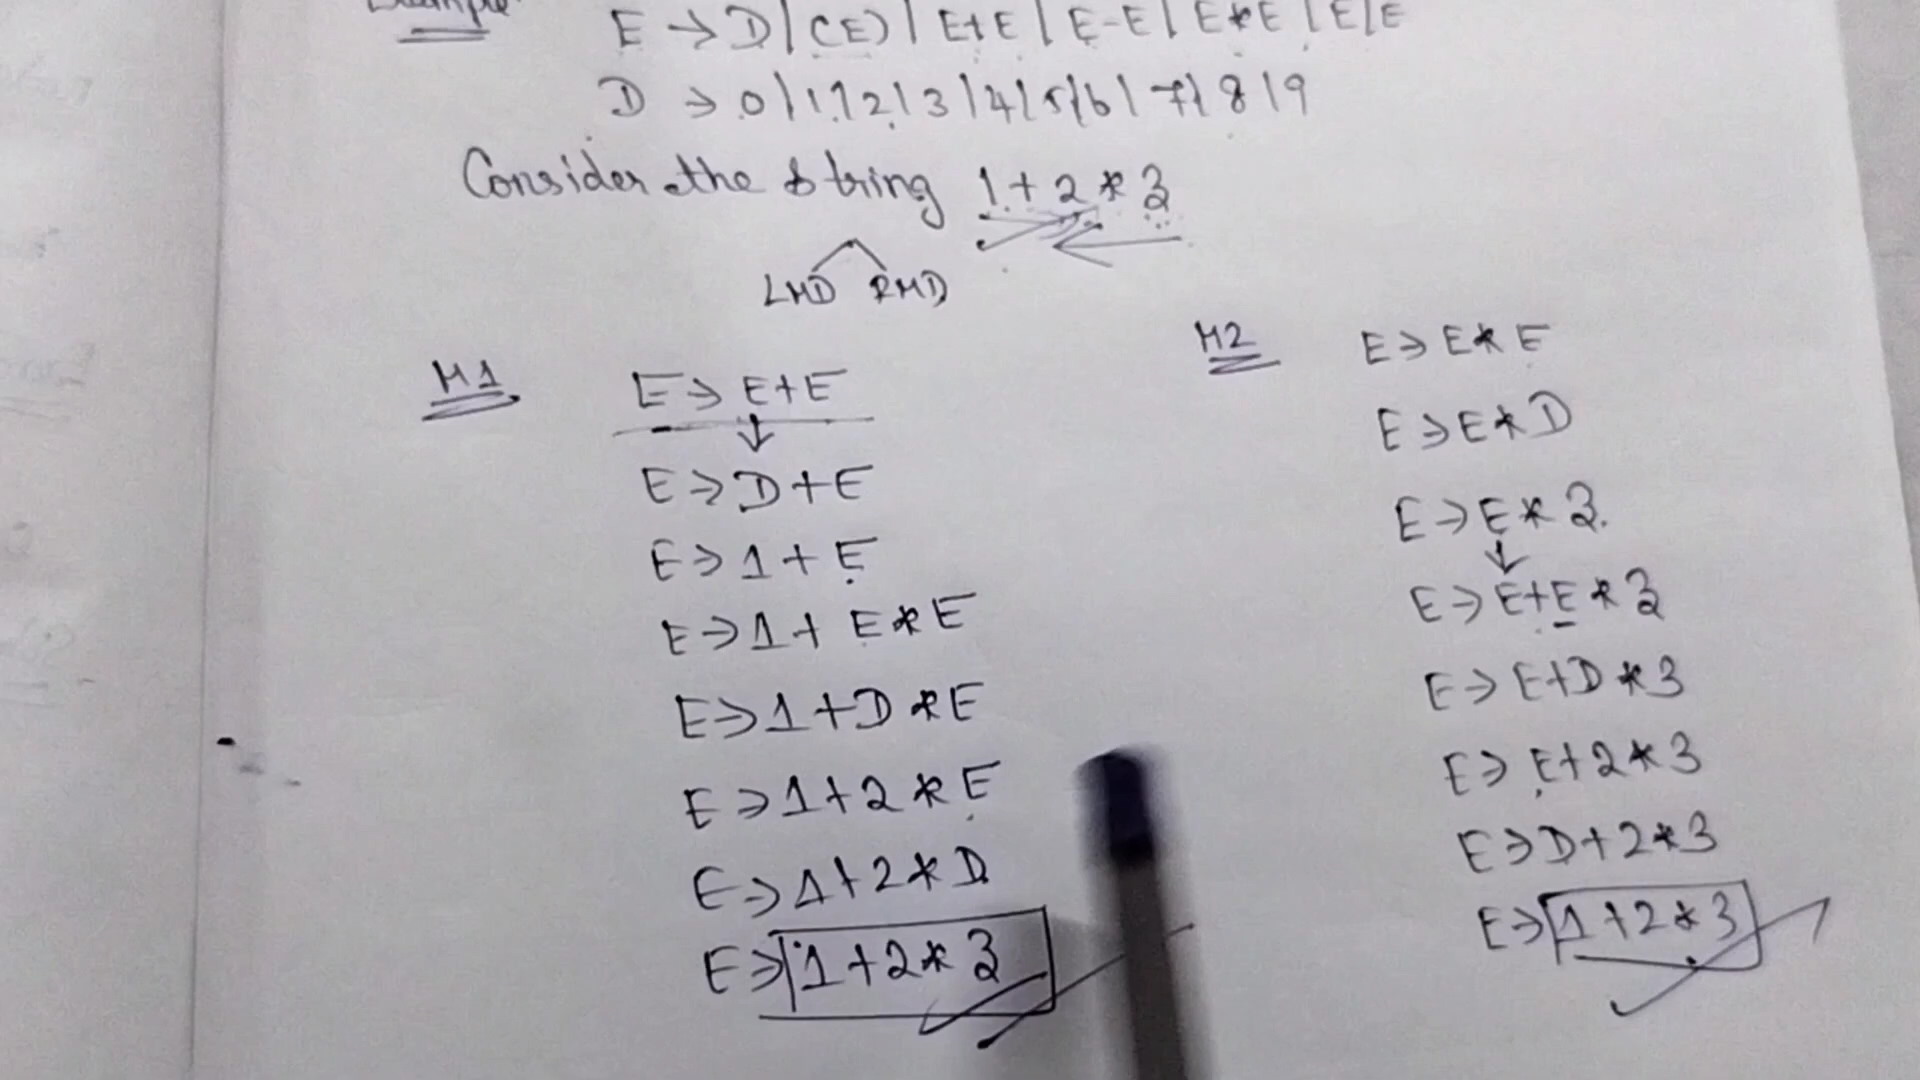 Example
E → D | (E) | E+E | E-E | E*E | E/E
D → 0|1|2|3|4|5|6|7|8|9
Consider the string 1+2*3
LMD RMD
M1
E ⇒ E+E
E ⇒ D+E
E ⇒ 1+E
E ⇒ 1+E*E
E ⇒ 1+D*E
E ⇒ 1+2*E
E ⇒ 1+2*D
E ⇒ 1+2*3
M2
E ⇒ E*E
E ⇒ E*D
E ⇒ E*3
E ⇒ E+E*3
E ⇒ E+D*3
E ⇒ E+2*3
E ⇒ D+2*3
E ⇒ 1+2*3